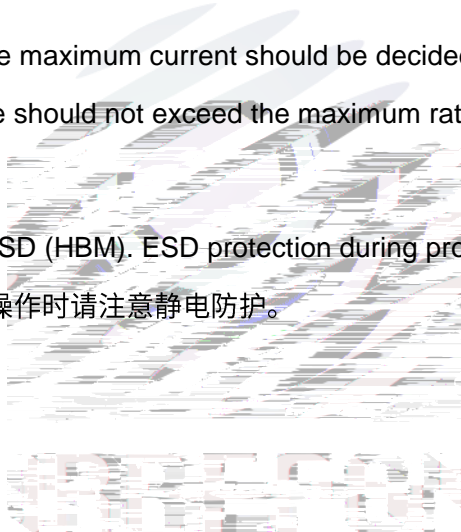 e maximum current should be decided
e should not exceed the maximum rat
SD (HBM). ESD protection during pro
操作时请注意静电防护。